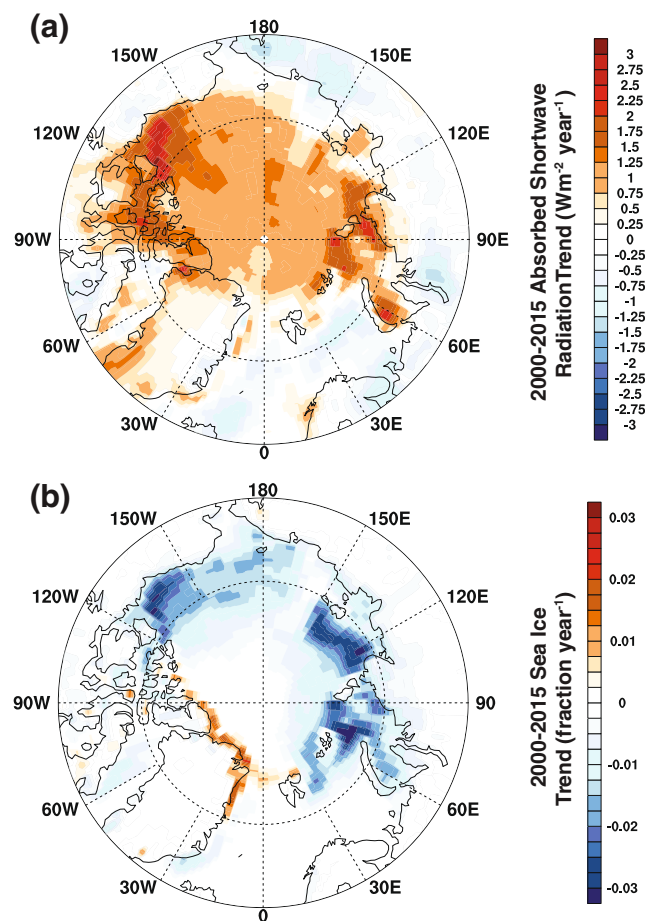 (a)
180
150W
150E
120W
120E
90W
90E
60W
60E
30W
30E
0
2000-2015 Absorbed Shortwave
RadiationTrend (Wm-2 year-1)
3
2.75
2.5
2.25
2
1.75
1.5
1.25
1
0.75
0.5
0.25
0
-0.25
-0.5
-0.75
-1
-1.25
-1.5
-1.75
-2
-2.25
-2.5
-2.75
-3
(b)
180
150W
150E
120W
120E
90W
90
60W
60E
30W
30E
0
2000-2015 Sea Ice
Trend (fraction year-1)
0.03
0.02
0.01
0
-0.01
-0.02
-0.03